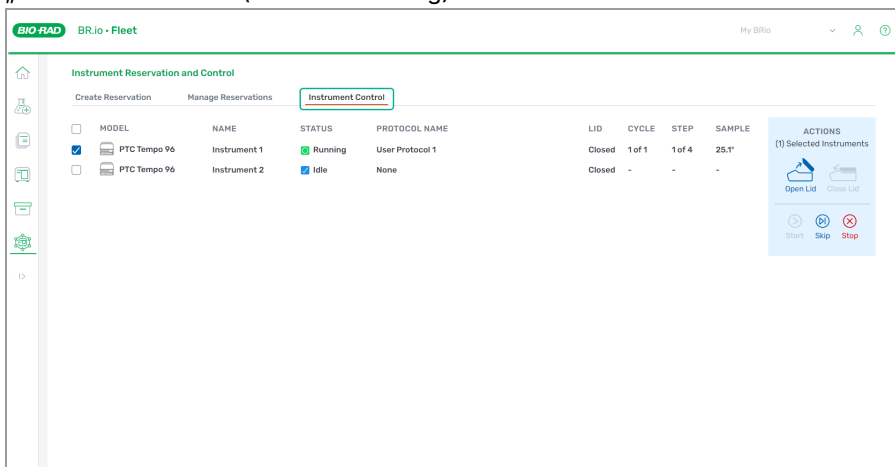 BIO-RAD BR.io • Fleet
My BRio
Instrument Reservation and Control
Create Reservation Manage Reservations Instrument Control
MODEL NAME STATUS PROTOCOL NAME LID CYCLE STEP SAMPLE
PTC Tempo 96 Instrument 1 Running User Protocol 1 Closed 1 of 1 1 of 4 25.1°
PTC Tempo 96 Instrument 2 Idle None Closed - - -
ACTIONS
(1) Selected Instruments
Open Lid Close Lid
Start Skip Stop